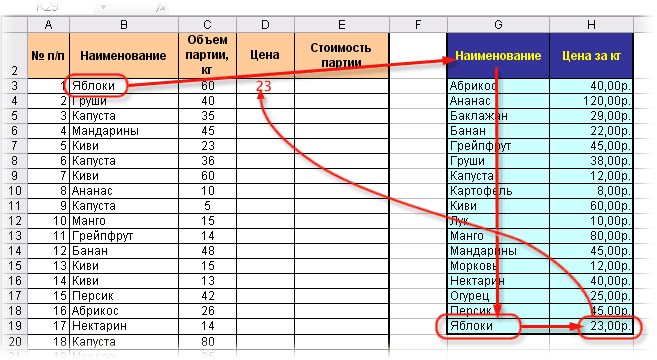 A B C D E F G H
2 № п/п Наименование Объем партии, кг Цена Стоимость партии Наименование Цена за кг
3 1 Яблоки 60 23 Абрикос 40,00р.
4 2 Груши 40 Ананас 120,00р.
5 3 Капуста 35 Баклажан 29,00р.
6 4 Мандарины 45 Банан 22,00р.
7 5 Киви 23 Грейпфрут 45,00р.
8 6 Капуста 36 Груши 38,00р.
9 7 Киви 60 Капуста 12,00р.
10 8 Ананас 10 Картофель 8,00р.
11 9 Капуста 5 Киви 60,00р.
12 10 Манго 15 Лук 10,00р.
13 11 Грейпфрут 14 Манго 80,00р.
14 12 Банан 48 Мандарины 45,00р.
15 13 Киви 15 Морковь 12,00р.
16 14 Киви 13 Нектарин 40,00р.
17 15 Персик 42 Огурец 25,00р.
18 16 Абрикос 26 Персик 45,00р.
19 17 Нектарин 14 Яблоки 23,00р.
20 18 Капуста 80